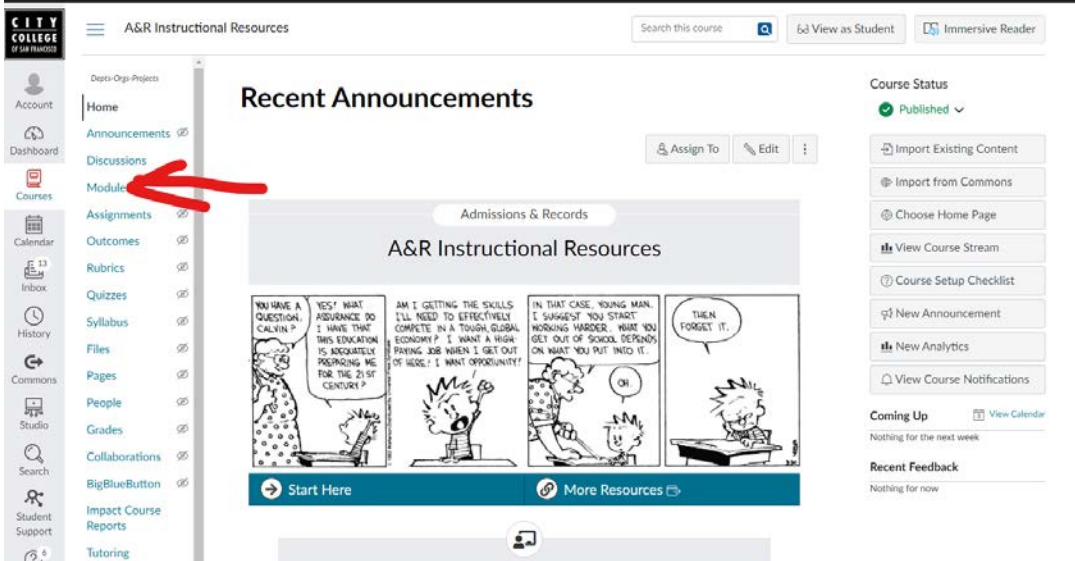 CITY
COLLEGE
OF SAN FRANCISCO
A&R Instructional Resources
Search this course
View as Student
Immersive Reader
Account
Dashboard
Courses
Calendar
13
Inbox
History
Commons
Studio
Search
Student
Support
6
Depts-Orgs-Projects
Home
Announcements
Discussions
Module
Assignments
Outcomes
Rubrics
Quizzes
Syllabus
Files
Pages
People
Grades
Collaborations
BigBlueButton
Impact Course
Reports
Tutoring
Recent Announcements
Assign To
Edit
Admissions & Records
A&R Instructional Resources
YOU HAVE A
QUESTION,
CALVIN?
YES! WHAT
ASSURANCE DO
I HAVE THAT
THIS EDUCATION
IS ADEQUATELY
PREPARING ME
FOR THE 21ST
CENTURY?
AM I GETTING THE SKILLS
I'LL NEED TO EFFECTIVELY
COMPETE IN A TOUGH, GLOBAL
ECONOMY? I WANT A HIGH-
PAYING JOB WHEN I GET OUT
OF HERE! I WANT OPPORTUNITY!
IN THAT CASE, YOUNG MAN,
I SUGGEST YOU START
WORKING HARDER. WHAT YOU
GET OUT OF SCHOOL DEPENDS
ON WHAT YOU PUT INTO IT.
OH.
THEN
FORGET IT.
Start Here
More Resources
Course Status
Published
Import Existing Content
Import from Commons
Choose Home Page
View Course Stream
Course Setup Checklist
New Announcement
New Analytics
View Course Notifications
Coming Up
View Calendar
Nothing for the next week
Recent Feedback
Nothing for now